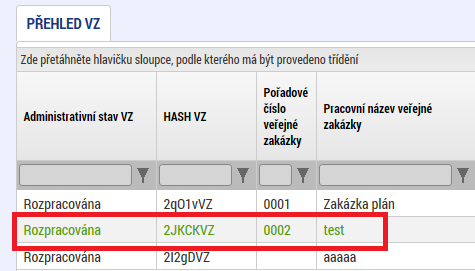 PŘEHLED VZ
Zde přetáhněte hlavičku sloupce, podle kterého má být provedeno třídění
Administrativní stav VZ
HASH VZ
Pořadové číslo veřejné zakázky
Pracovní název veřejné zakázky
Rozpracována 2qO1vVZ 0001 Zakázka plán
Rozpracována 2JKCKVZ 0002 test
Rozpracována 2I2gDVZ aaaaa